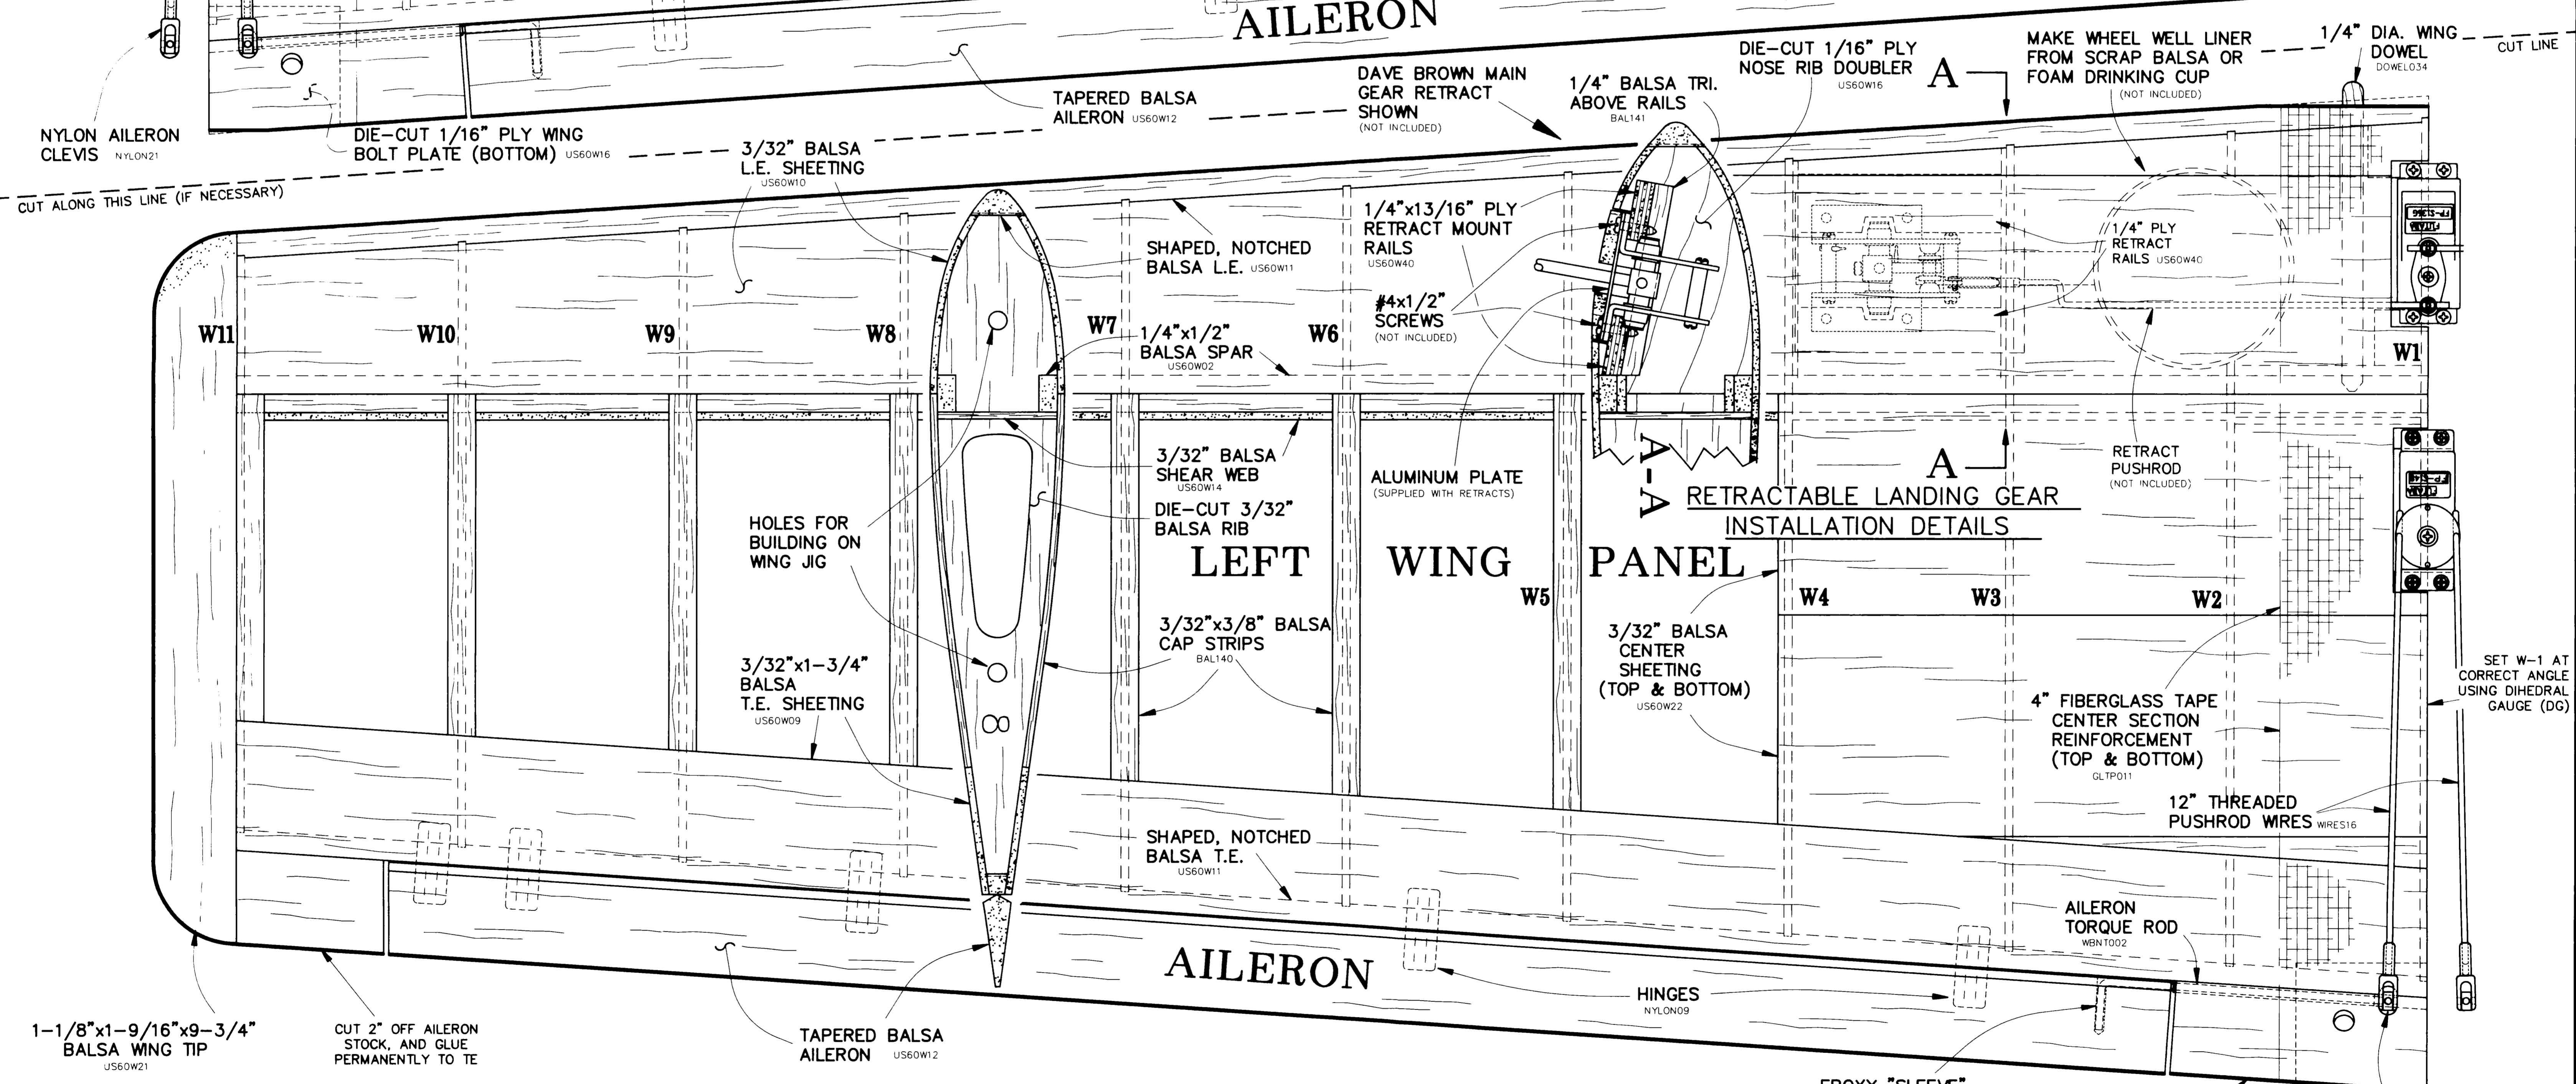 AILERON
NYLON AILERON
CLEVIS NYLON21
DIE-CUT 1/16" PLY WING
BOLT PLATE (BOTTOM) US60W16
TAPERED BALSA
AILERON US60W12
CUT ALONG THIS LINE (IF NECESSARY)
CUT LINE
3/32" BALSA
L.E. SHEETING
US60W10
DAVE BROWN MAIN
GEAR RETRACT
SHOWN
(NOT INCLUDED)
1/4" BALSA TRI.
ABOVE RAILS
BAL141
DIE-CUT 1/16" PLY
NOSE RIB DOUBLER
US60W16
A
MAKE WHEEL WELL LINER
FROM SCRAP BALSA OR
FOAM DRINKING CUP
(NOT INCLUDED)
1/4" DIA. WING
DOWEL
DOWEL034
SHAPED, NOTCHED
BALSA L.E. US60W11
1/4"x13/16" PLY
RETRACT MOUNT
RAILS
US60W40
#4x1/2"
SCREWS
(NOT INCLUDED)
1/4" PLY
RETRACT
RAILS US60W40
FUTABA
FP-S136G
W11
W10
W9
W8
W7
W6
W1
1/4"x1/2"
BALSA SPAR
US60W02
3/32" BALSA
SHEAR WEB
US60W14
DIE-CUT 3/32"
BALSA RIB
ALUMINUM PLATE
(SUPPLIED WITH RETRACTS)
A-A
A
RETRACTABLE LANDING GEAR
INSTALLATION DETAILS
RETRACT
PUSHROD
(NOT INCLUDED)
FUTABA
HOLES FOR
BUILDING ON
WING JIG
LEFT WING PANEL
W5
W4
W3
W2
3/32"x3/8" BALSA
CAP STRIPS
BAL140
3/32" BALSA
CENTER
SHEETING
(TOP & BOTTOM)
US60W22
3/32"x1-3/4"
BALSA
T.E. SHEETING
US60W09
8
4" FIBERGLASS TAPE
CENTER SECTION
REINFORCEMENT
(TOP & BOTTOM)
GLTP011
SET W-1 AT
CORRECT ANGLE
USING DIHEDRAL
GAUGE (DG)
12" THREADED
PUSHROD WIRES WIRES16
SHAPED, NOTCHED
BALSA T.E.
US60W11
AILERON
TORQUE ROD
WBNT002
AILERON
HINGES
NYLON09
1-1/8"x1-9/16"x9-3/4"
BALSA WING TIP
US60W21
CUT 2" OFF AILERON
STOCK, AND GLUE
PERMANENTLY TO TE
TAPERED BALSA
AILERON US60W12
EPOXY "SLEEVE"